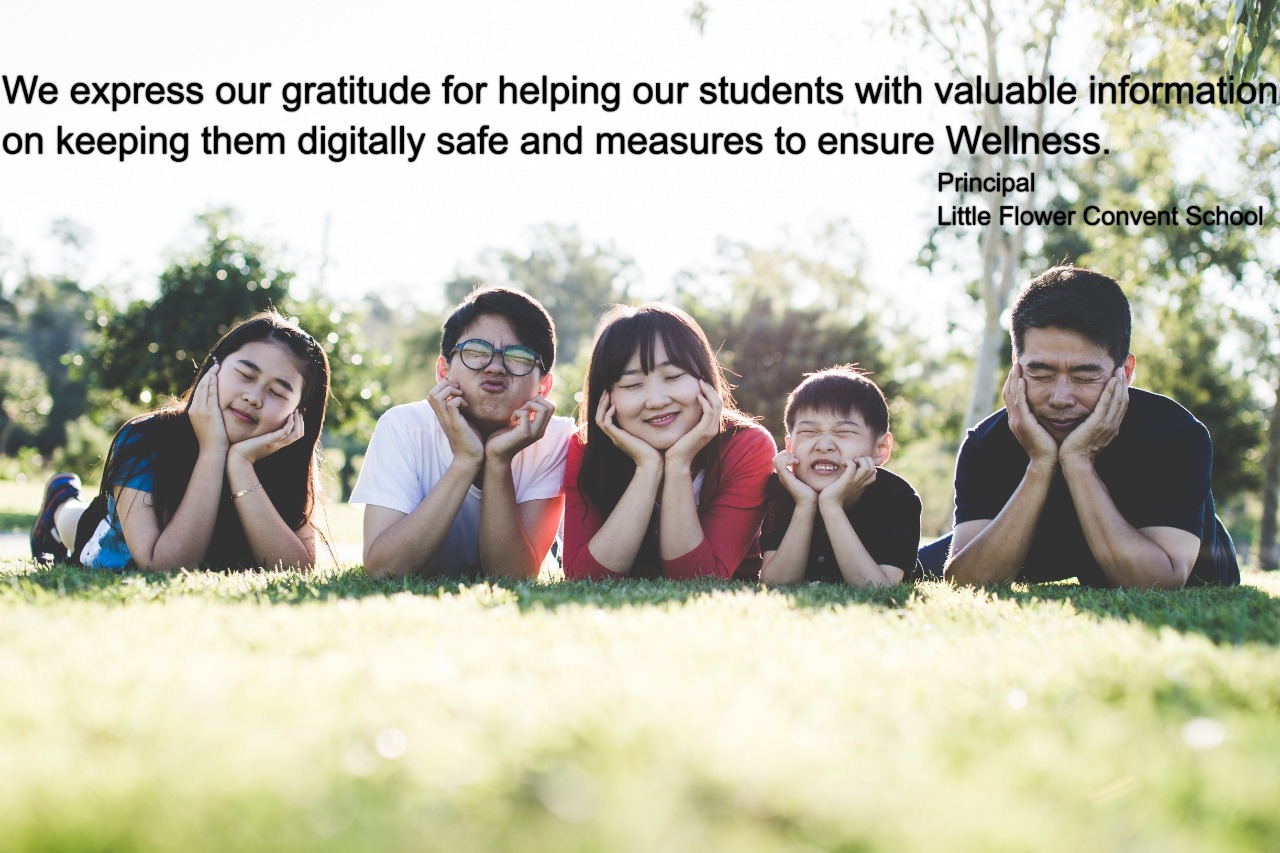 We express our gratitude for helping our students with valuable information
on keeping them digitally safe and measures to ensure Wellness.
Principal
Little Flower Convent School